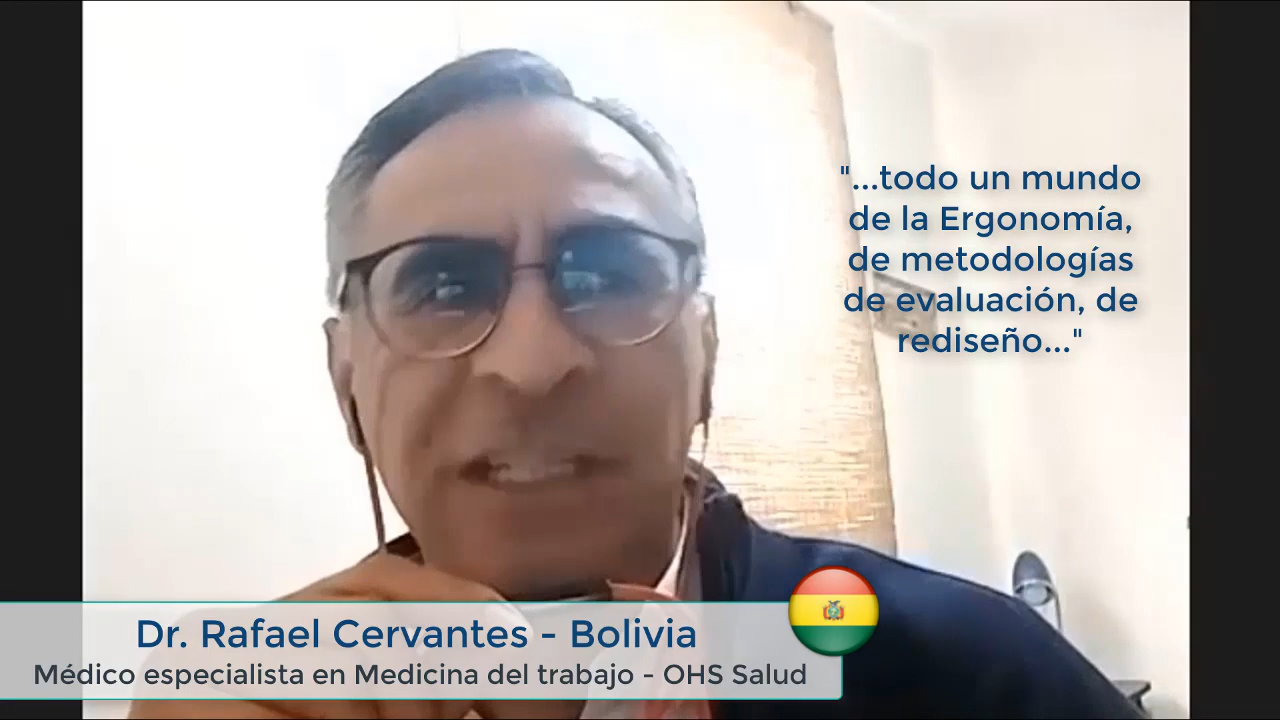 "...todo un mundo
de la Ergonomía,
de metodologías
de evaluación, de
rediseño..."
Dr. Rafael Cervantes - Bolivia
Médico especialista en Medicina del trabajo - OHS Salud